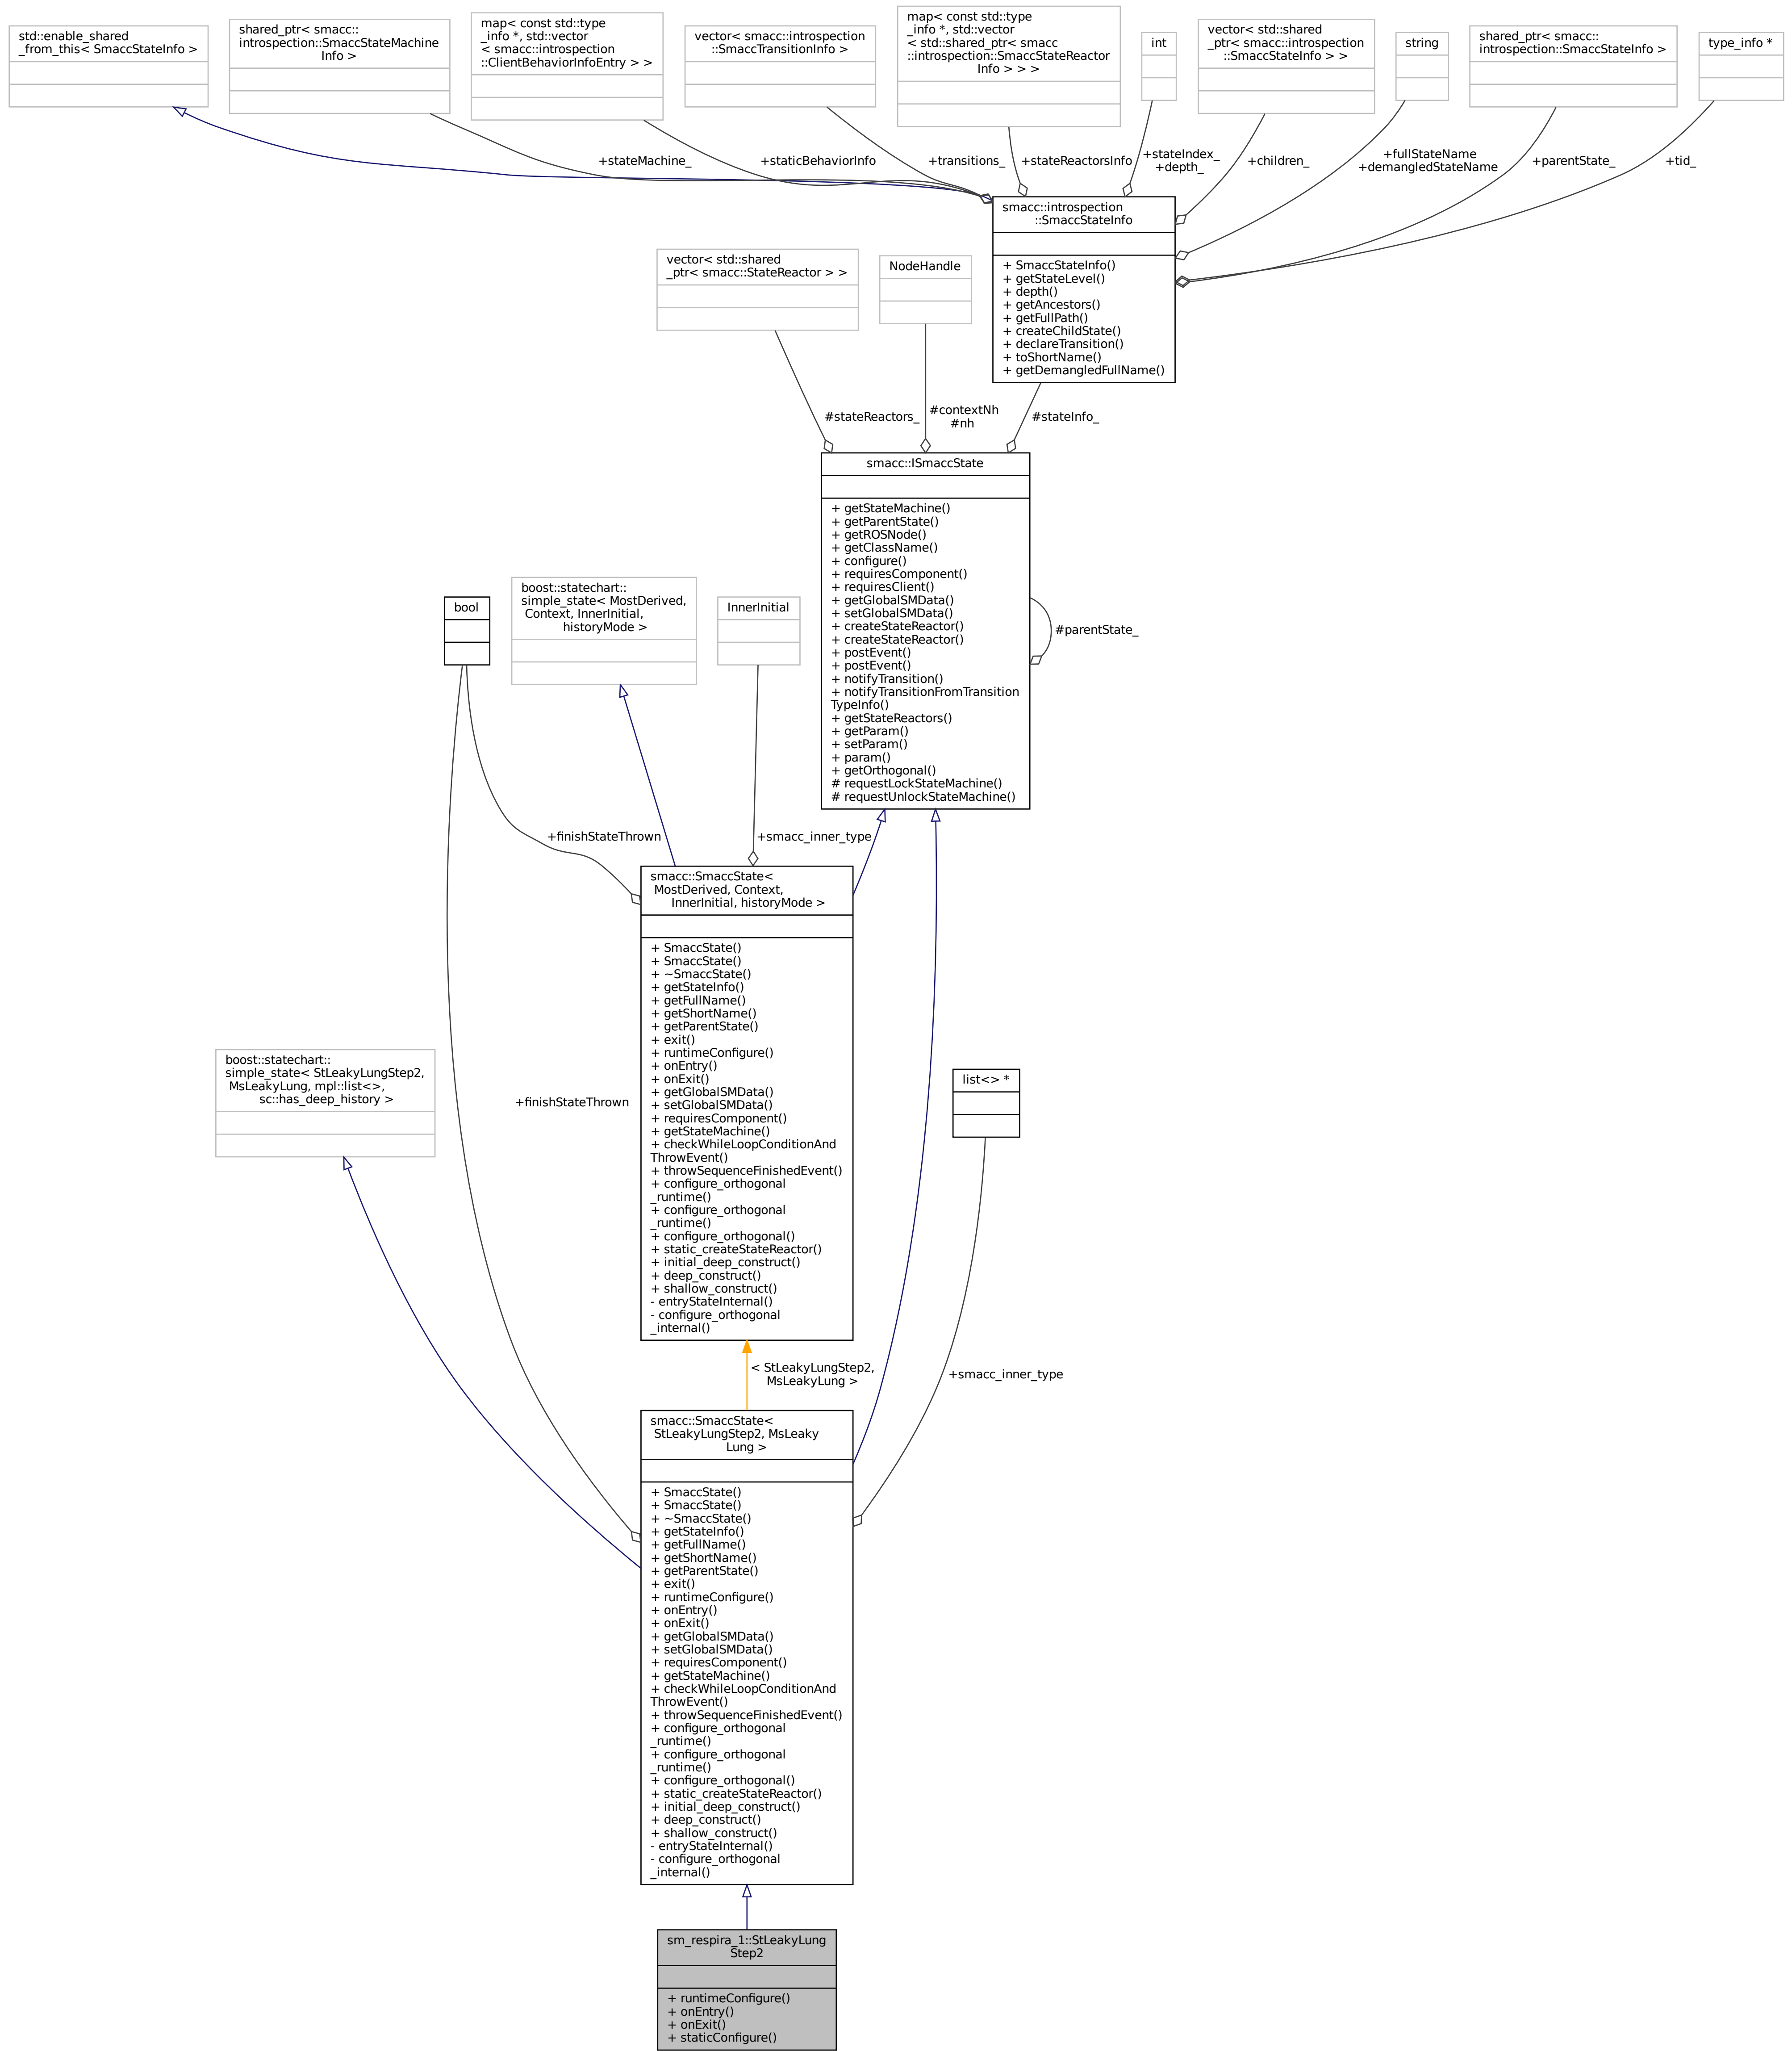 std::enable_shared
_from_this< SmaccStateInfo >
shared_ptr< smacc::
introspection::SmaccStateMachine
Info >
map< const std::type
_info *, std::vector
< smacc::introspection
::ClientBehaviorInfoEntry > >
vector< smacc::introspection
::SmaccTransitionInfo >
map< const std::type
_info *, std::vector
< std::shared_ptr< smacc
::introspection::SmaccStateReactor
Info > > >
int
vector< std::shared
_ptr< smacc::introspection
::SmaccStateInfo > >
string
shared_ptr< smacc::
introspection::SmaccStateInfo >
type_info *
+stateMachine_
+staticBehaviorInfo
+transitions_
+stateReactorsInfo
+stateIndex_
+depth_
+children_
+fullStateName
+demangledStateName
+parentState_
+tid_
smacc::introspection
::SmaccStateInfo
+ SmaccStateInfo()
+ getStateLevel()
+ depth()
+ getAncestors()
+ getFullPath()
+ createChildState()
+ declareTransition()
+ toShortName()
+ getDemangledFullName()
vector< std::shared
_ptr< smacc::StateReactor > >
NodeHandle
#stateReactors_
#contextNh
#nh
#stateInfo_
smacc::ISmaccState
+ getStateMachine()
+ getParentState()
+ getROSNode()
+ getClassName()
+ configure()
+ requiresComponent()
+ requiresClient()
+ getGlobalSMData()
+ setGlobalSMData()
+ createStateReactor()
+ createStateReactor()
+ postEvent()
+ postEvent()
+ notifyTransition()
+ notifyTransitionFromTransition
TypeInfo()
+ getStateReactors()
+ getParam()
+ setParam()
+ param()
+ getOrthogonal()
# requestLockStateMachine()
# requestUnlockStateMachine()
#parentState_
bool
boost::statechart::
simple_state< MostDerived,
Context, InnerInitial,
historyMode >
InnerInitial
+finishStateThrown
+smacc_inner_type
smacc::SmaccState<
MostDerived, Context,
InnerInitial, historyMode >
+ SmaccState()
+ SmaccState()
+ ~SmaccState()
+ getStateInfo()
+ getFullName()
+ getShortName()
+ getParentState()
+ exit()
+ runtimeConfigure()
+ onEntry()
+ onExit()
+ getGlobalSMData()
+ setGlobalSMData()
+ requiresComponent()
+ getStateMachine()
+ checkWhileLoopConditionAnd
ThrowEvent()
+ throwSequenceFinishedEvent()
+ configure_orthogonal
_runtime()
+ configure_orthogonal
_runtime()
+ configure_orthogonal()
+ static_createStateReactor()
+ initial_deep_construct()
+ deep_construct()
+ shallow_construct()
- entryStateInternal()
- configure_orthogonal
_internal()
boost::statechart::
simple_state< StLeakyLungStep2,
MsLeakyLung, mpl::list<>,
sc::has_deep_history >
+finishStateThrown
list<> *
< StLeakyLungStep2,
MsLeakyLung >
+smacc_inner_type
smacc::SmaccState<
StLeakyLungStep2, MsLeaky
Lung >
+ SmaccState()
+ SmaccState()
+ ~SmaccState()
+ getStateInfo()
+ getFullName()
+ getShortName()
+ getParentState()
+ exit()
+ runtimeConfigure()
+ onEntry()
+ onExit()
+ getGlobalSMData()
+ setGlobalSMData()
+ requiresComponent()
+ getStateMachine()
+ checkWhileLoopConditionAnd
ThrowEvent()
+ throwSequenceFinishedEvent()
+ configure_orthogonal
_runtime()
+ configure_orthogonal
_runtime()
+ configure_orthogonal()
+ static_createStateReactor()
+ initial_deep_construct()
+ deep_construct()
+ shallow_construct()
- entryStateInternal()
- configure_orthogonal
_internal()
sm_respira_1::StLeakyLung
Step2
+ runtimeConfigure()
+ onEntry()
+ onExit()
+ staticConfigure()